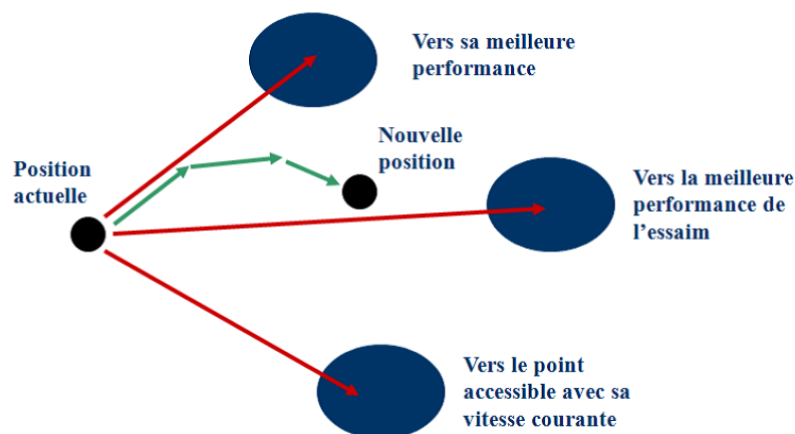 Vers sa meilleure
performance
Nouvelle
position
Position
actuelle
Vers la meilleure
performance de
l’essaim
Vers le point
accessible avec sa
vitesse courante